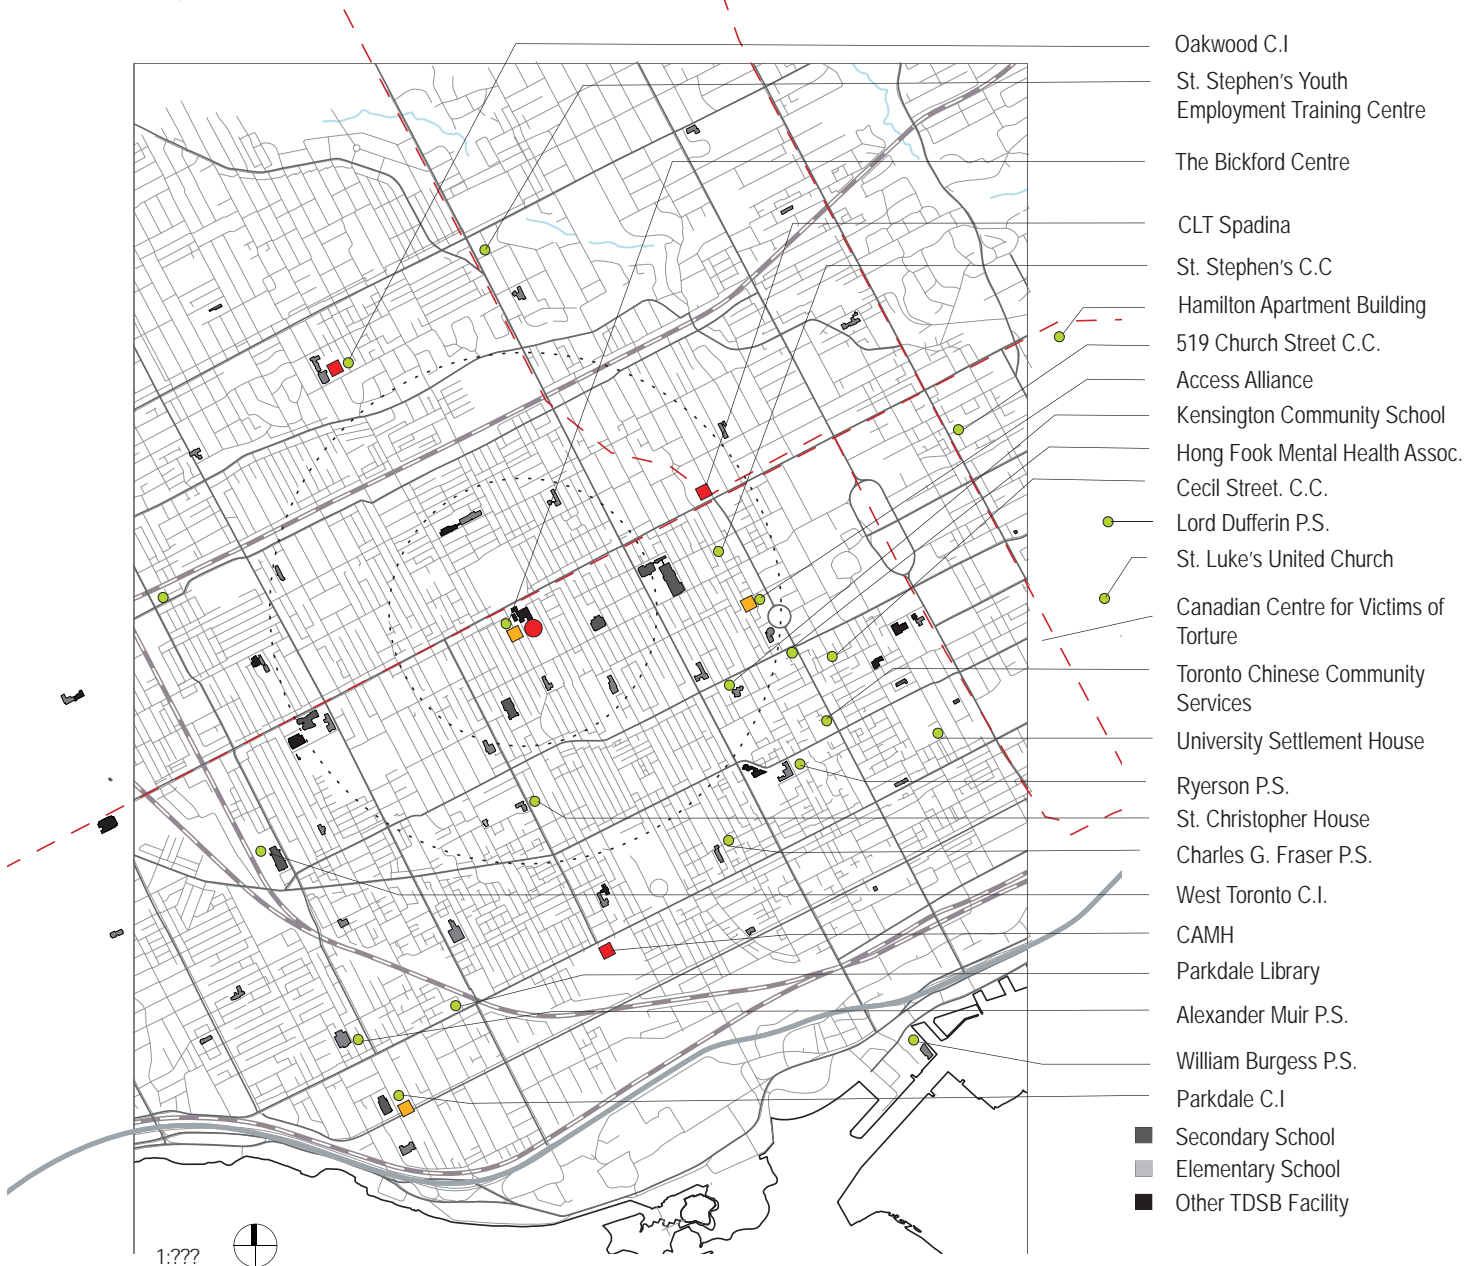 Oakwood C.I
St. Stephen's Youth
Employment Training Centre
The Bickford Centre
CLT Spadina
St. Stephen's C.C
Hamilton Apartment Building
519 Church Street C.C.
Access Alliance
Kensington Community School
Hong Fook Mental Health Assoc.
Cecil Street. C.C.
Lord Dufferin P.S.
St. Luke's United Church
Canadian Centre for Victims of
Torture
Toronto Chinese Community
Services
University Settlement House
Ryerson P.S.
St. Christopher House
Charles G. Fraser P.S.
West Toronto C.I.
CAMH
Parkdale Library
Alexander Muir P.S.
William Burgess P.S.
Parkdale C.I
Secondary School
Elementary School
Other TDSB Facility
1:???